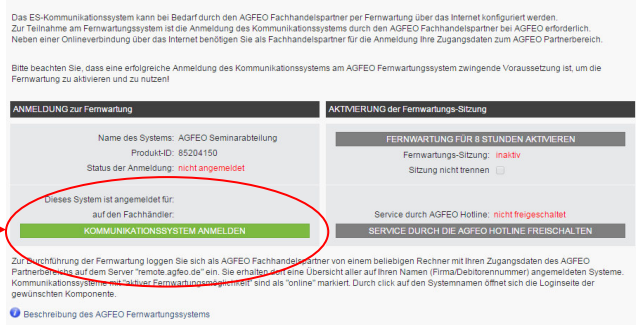 Das ES-Kommunikationssystem kann bei Bedarf durch den AGFEO Fachhandelspartner per Fernwartung über das Internet konfiguriert werden.
Zur Teilnahme am Fernwartungssystem ist die Anmeldung des Kommunikationssystems durch den AGFEO Fachhandelspartner bei AGFEO erforderlich.
Neben einer Onlineverbindung über das Internet benötigen Sie als Fachhandelspartner für die Anmeldung Ihre Zugangsdaten zum AGFEO Partnerbereich.
Bitte beachten Sie, dass eine erfolgreiche Anmeldung des Kommunikationssystems am AGFEO Fernwartungssystem zwingende Voraussetzung ist, um die
Fernwartung zu aktivieren und zu nutzen!
ANMELDUNG zur Fernwartung
Name des Systems: AGFEO Seminarabteilung
Produkt-ID: 85204150
Status der Anmeldung: nicht angemeldet
Dieses System ist angemeldet für:
auf den Fachhändler:
KOMMUNIKATIONSSYSTEM ANMELDEN
AKTIVIERUNG der Fernwartungs-Sitzung
FERNWARTUNG FÜR 8 STUNDEN AKTIVIEREN
Fernwartungs-Sitzung: inaktiv
Sitzung nicht trennen
Service durch AGFEO Hotline: nicht freigeschaltet
SERVICE DURCH DIE AGFEO HOTLINE FREISCHALTEN
Zur Durchführung der Fernwartung loggen Sie sich als AGFEO Fachhandelspartner von einem beliebigen Rechner mit Ihren Zugangsdaten des AGFEO
Partnerbereichs auf dem Server "remote.agfeo.de" ein. Sie erhalten dort eine Übersicht aller auf Ihren Namen (Firma/Debitorennummer) angemeldeten Systeme.
Kommunikationssysteme mit "aktiver Fernwartungsmöglichkeit" sind als "online" markiert. Durch click auf den Systemnamen öffnet sich die Loginseite der
gewünschten Komponente.
Beschreibung des AGFEO Fernwartungssystems